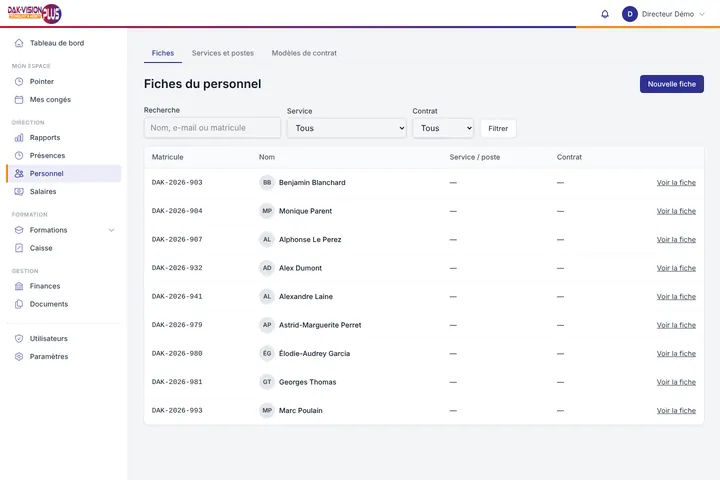 DAK-VISION PLUS
Directeur Démo
D
Tableau de bord
MON ESPACE
Pointer
Mes congés
DIRECTION
Rapports
Présences
Personnel
Salaires
FORMATION
Formations
Caisse
GESTION
Finances
Documents
Utilisateurs
Paramètres
Fiches Services et postes Modèles de contrat
Fiches du personnel
Nouvelle fiche
Recherche Service Contrat
Nom, e-mail ou matricule Tous Tous Filtrer
Matricule Nom Service / poste Contrat
DAK-2026-903 BB Benjamin Blanchard — — Voir la fiche
DAK-2026-904 MP Monique Parent — — Voir la fiche
DAK-2026-907 AL Alphonse Le Perez — — Voir la fiche
DAK-2026-932 AD Alex Dumont — — Voir la fiche
DAK-2026-941 AL Alexandre Laine — — Voir la fiche
DAK-2026-979 AP Astrid-Marguerite Perret — — Voir la fiche
DAK-2026-980 ÉG Élodie-Audrey Garcia — — Voir la fiche
DAK-2026-981 GT Georges Thomas — — Voir la fiche
DAK-2026-993 MP Marc Poulain — — Voir la fiche